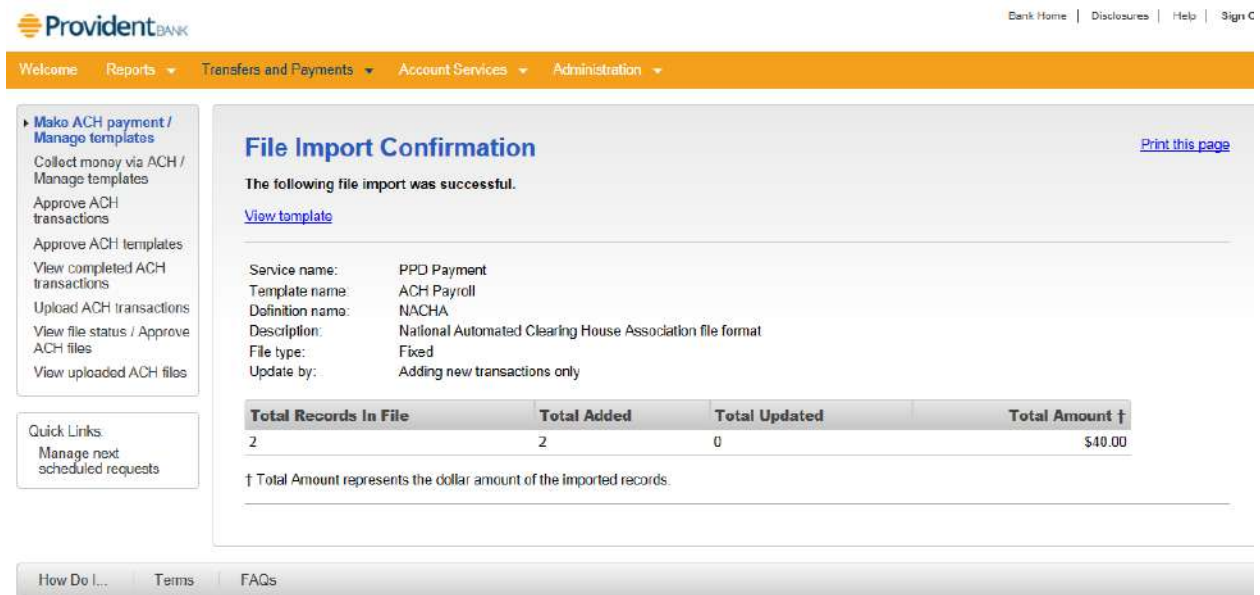 Provident BANK
Bank Home | Disclosures | Help | Sign
Welcome Reports Transfers and Payments Account Services Administration
Make ACH payment /
Manage templates
Collect money via ACH /
Manage templates
Approve ACH
transactions
Approve ACH templates
View completed ACH
transactions
Upload ACH transactions
View file status / Approve
ACH files
View uploaded ACH files
Quick Links:
Manage next
scheduled requests
File Import Confirmation
Print this page
The following file import was successful.
View template
Service name: PPD Payment
Template name: ACH Payroll
Definition name: NACHA
Description: National Automated Clearing House Association file format
File type: Fixed
Update by: Adding new transactions only
Total Records In File Total Added Total Updated Total Amount †
2 2 0 $40.00
† Total Amount represents the dollar amount of the imported records.
How Do I... Terms FAQs